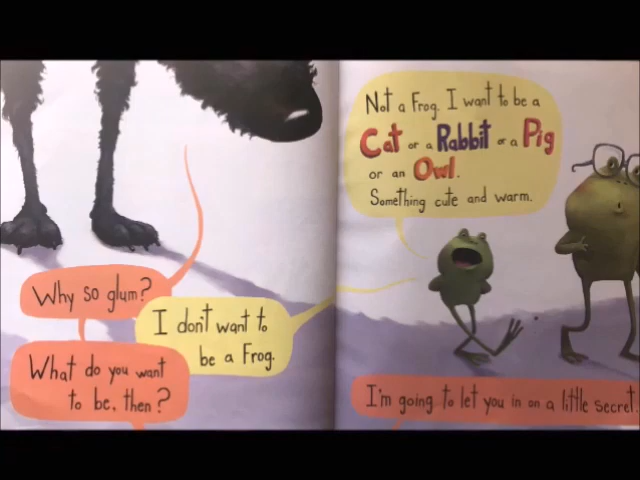 Why so glum?
I don't want to
be a Frog.
What do you want
to be, then?
Not a Frog. I want to be a
Cat or a Rabbit or a Pig
or an Owl.
Something cute and warm.
I'm going to let you in on a little secret.